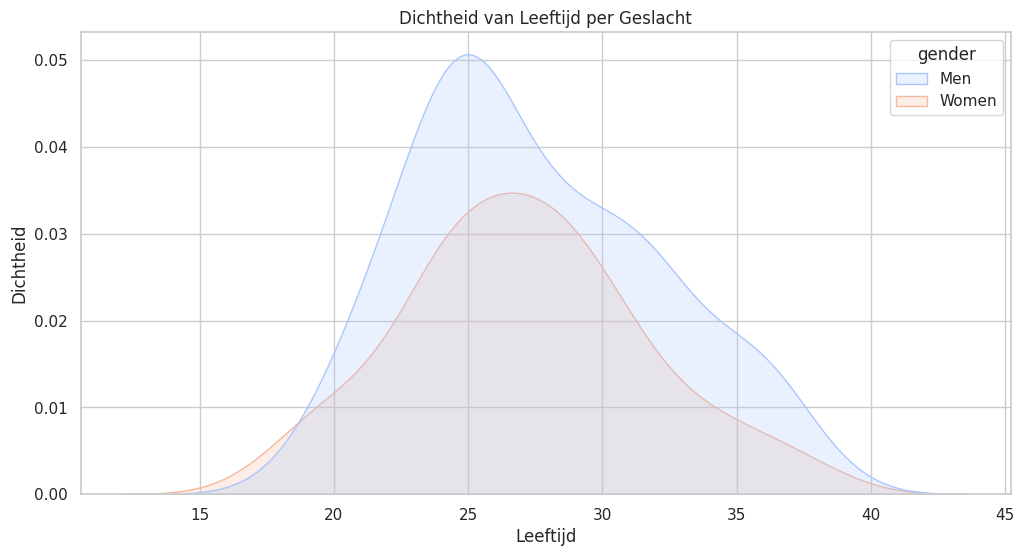 Dichtheid van Leeftijd per Geslacht
gender
Men
Women
Dichtheid
0.05
0.04
0.03
0.02
0.01
0.00
15 20 25 30 35 40 45
Leeftijd